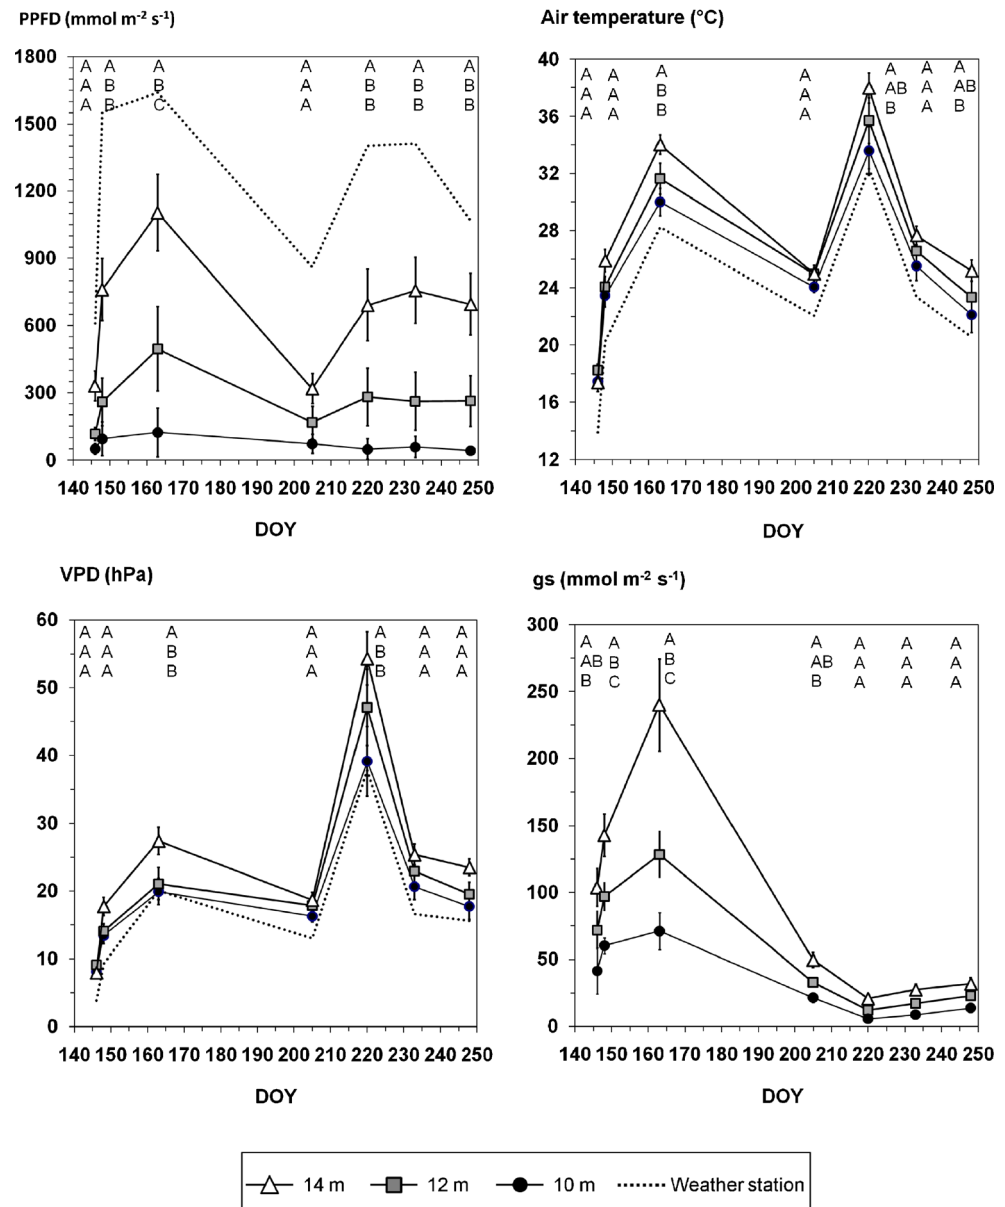 PPFD (mmol m-2 s-1)
1800
1500
1200
900
600
300
0
A A A A A A A
A B B A B B B
A B C A B B B
140 150 160 170 180 190 200 210 220 230 240 250
DOY
Air temperature (°C)
40
36
32
28
24
20
16
12
A A A A A A A
A A B A AB A AB
A A B A B A B
140 150 160 170 180 190 200 210 220 230 240 250
DOY
VPD (hPa)
60
50
40
30
20
10
0
A A A A A A A
A A B A B A A
A A B A B A A
140 150 160 170 180 190 200 210 220 230 240 250
DOY
gs (mmol m-2 s-1)
300
250
200
150
100
50
0
A A A A A A A
AB B B AB A A A
B C C B A A A
140 150 160 170 180 190 200 210 220 230 240 250
DOY
14 m 12 m 10 m Weather station